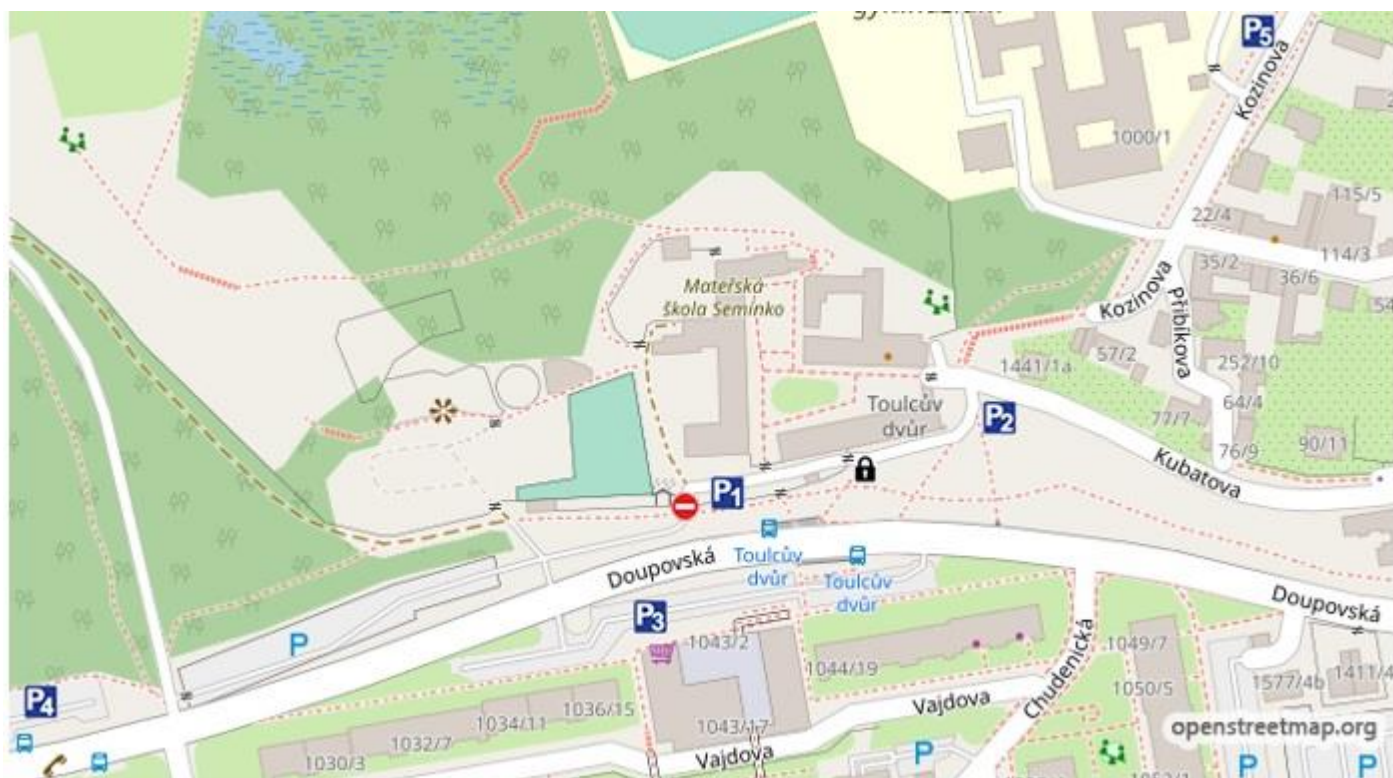 gymnázium
P5
Kozinova
1000/1
115/5
22/4
114/3
35/2
36/6
54
Mateřská
škola Semínko
Kozinova
Přibíkova
57/2
252/10
1441/1a
64/4
77/7
76/9
90/11
Toulcův
dvůr
P2
Kubatova
P1
Toulcův
dvůr
Toulcův
dvůr
Doupovská
Doupovská
P3
P
1043/2
1044/19
Chudenická
1049/7
1050/5
1577/4b
1411/4
P4
1036/15
1034/11
1032/7
1030/3
1043/17
Vajdova
Vajdova
P
P
P
openstreetmap.org